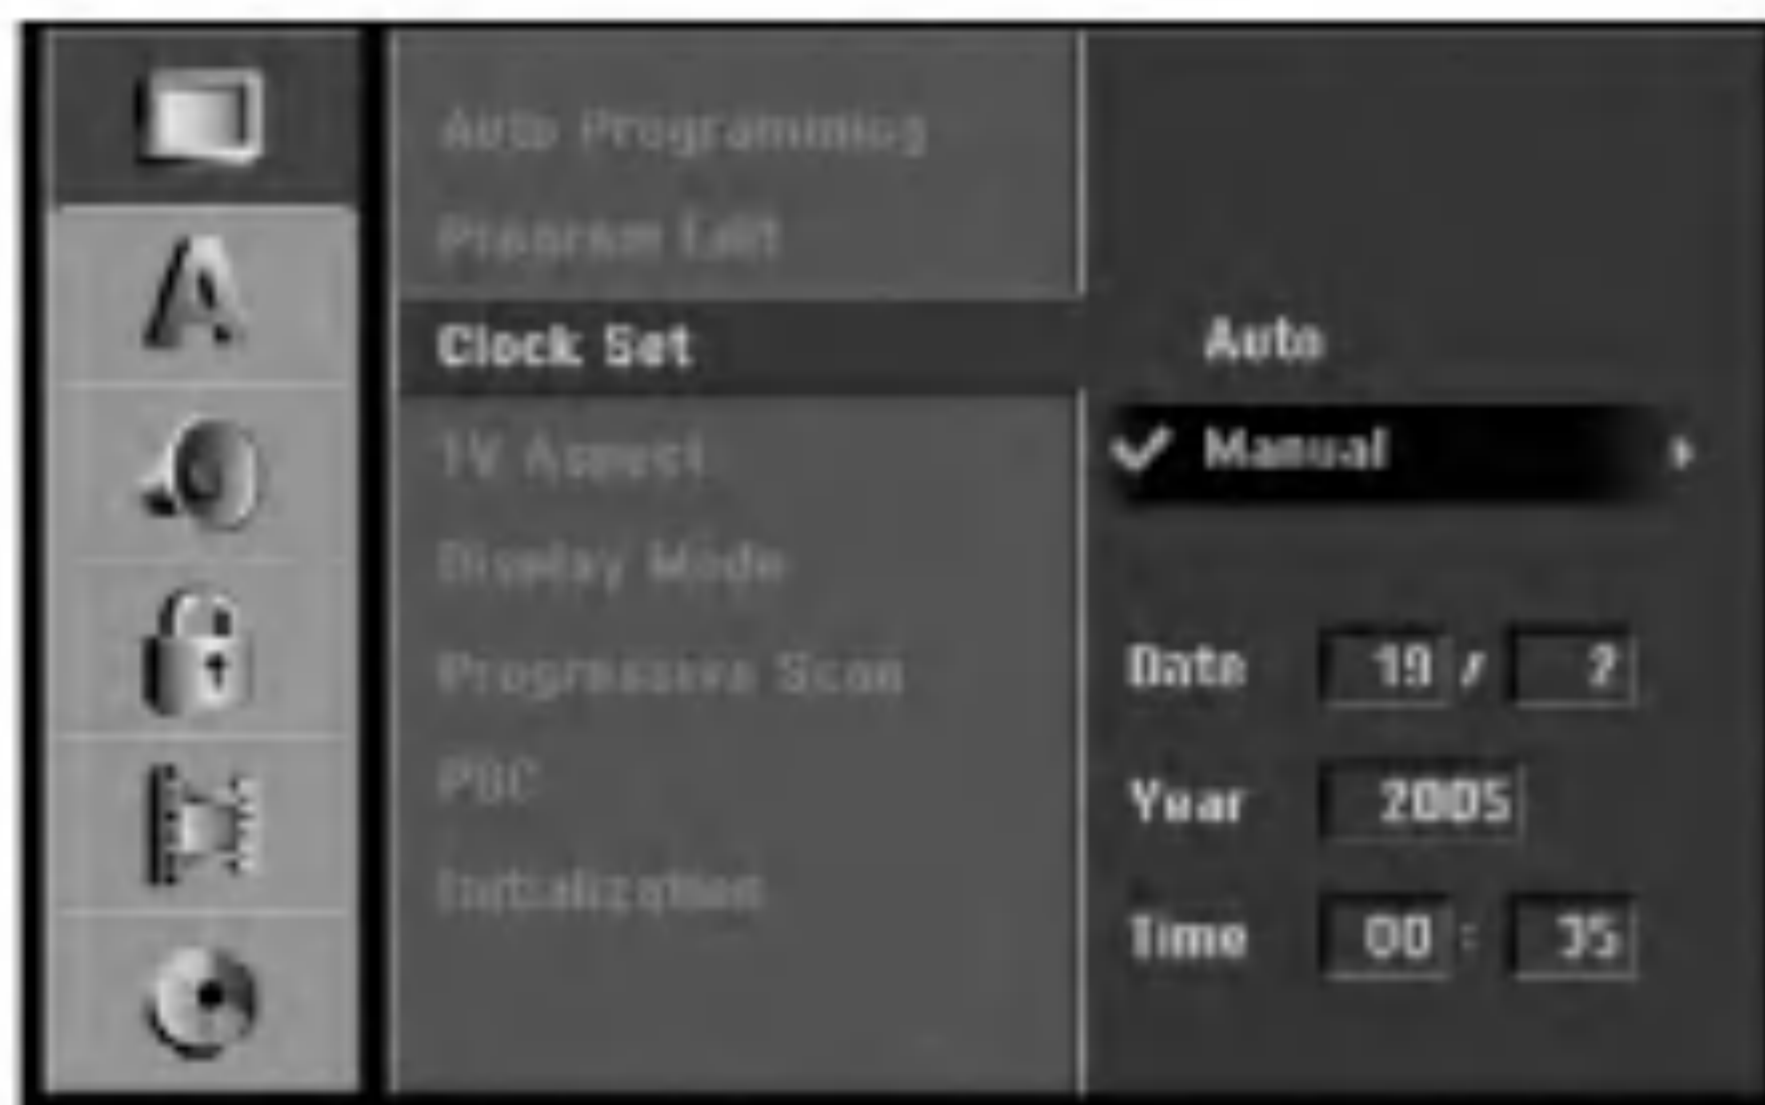 Auto Programming
Program Edit
Clock Set
TV Aspect
Display Mode
Progressive Scan
PBC
Initialization
Auto
Manual
Date 19 / 2
Year 2005
Time 00 : 35